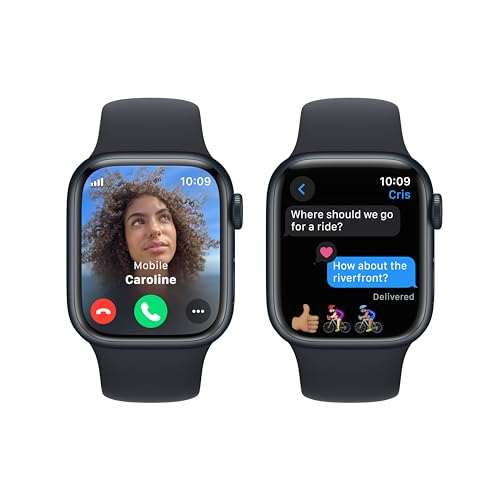 10:09
Mobile
Caroline
10:09
Cris
Where should we go
for a ride?
How about the
riverfront?
Delivered